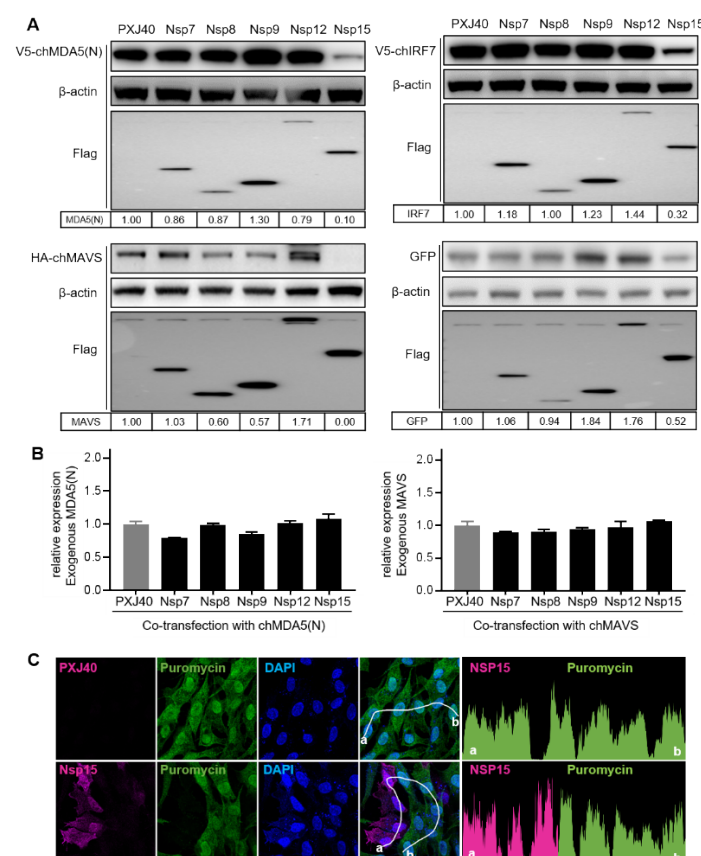 A
PXJ40 Nsp7 Nsp8 Nsp9 Nsp12 Nsp15
V5-chMDA5(N)
β-actin
Flag
MDA5(N) 1.00 0.86 0.87 1.30 0.79 0.10
PXJ40 Nsp7 Nsp8 Nsp9 Nsp12 Nsp15
V5-chIRF7
β-actin
Flag
IRF7 1.00 1.18 1.00 1.23 1.44 0.32
HA-chMAVS
β-actin
Flag
MAVS 1.00 1.03 0.60 0.57 1.71 0.00
GFP
β-actin
Flag
GFP 1.00 1.06 0.94 1.84 1.76 0.52
B
relative expression
Exogenous MDA5(N)
2.0
1.5
1.0
0.5
0.0
PXJ40 Nsp7 Nsp8 Nsp9 Nsp12 Nsp15
Co-transfection with chMDA5(N)
relative expression
Exogenous MAVS
2.0
1.5
1.0
0.5
0.0
PXJ40 Nsp7 Nsp8 Nsp9 Nsp12 Nsp15
Co-transfection with chMAVS
C
PXJ40 Puromycin DAPI a b NSP15 Puromycin a b
Nsp15 Puromycin DAPI a b NSP15 Puromycin a b